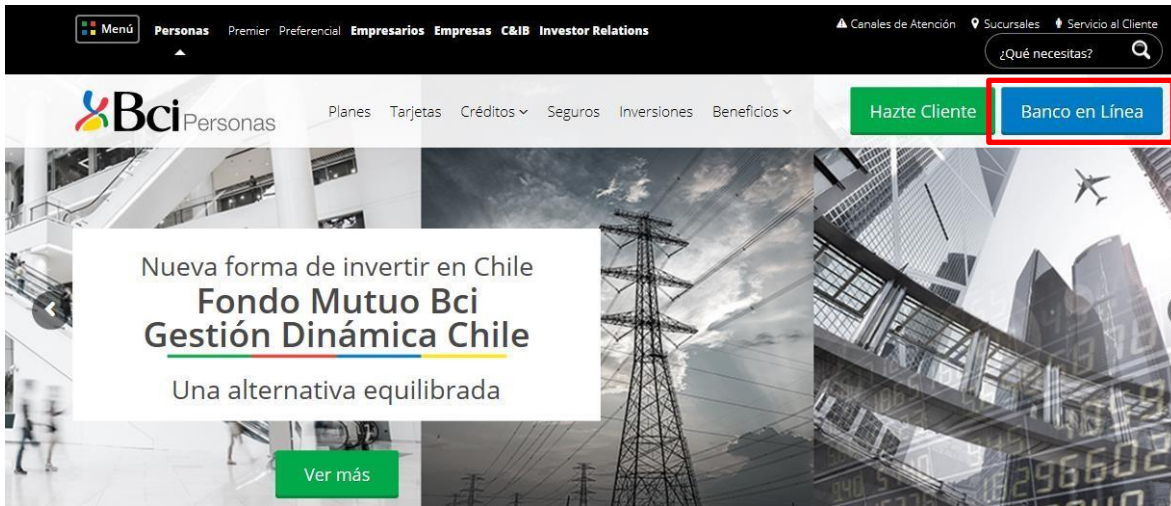 Menú Personas Premier Preferencial Empresarios Empresas C&IB Investor Relations
Canales de Atención Sucursales Servicio al Cliente
¿Qué necesitas?
Bci Personas
Planes Tarjetas Créditos Seguros Inversiones Beneficios
Hazte Cliente
Banco en Línea
Nueva forma de invertir en Chile
Fondo Mutuo Bci
Gestión Dinámica Chile
Una alternativa equilibrada
Ver más